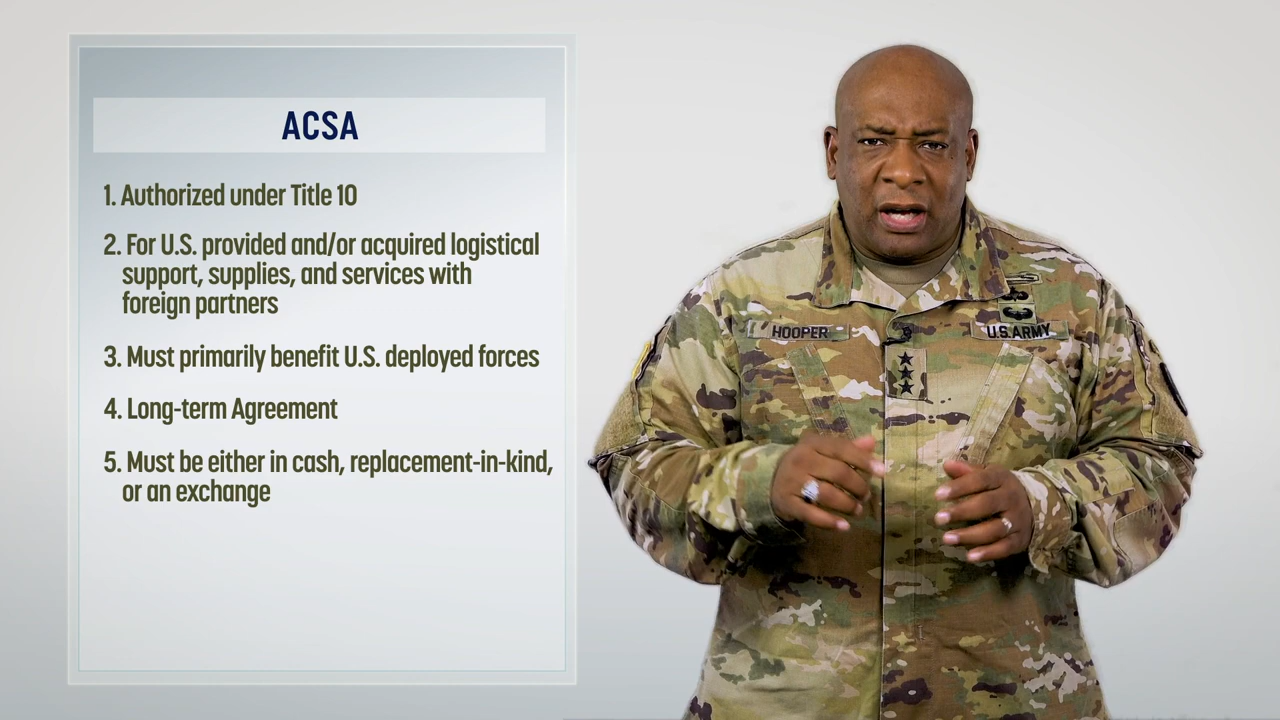 ACSA
1. Authorized under Title 10
2. For U.S. provided and/or acquired logistical
support, supplies, and services with
foreign partners
3. Must primarily benefit U.S. deployed forces
4. Long-term Agreement
5. Must be either in cash, replacement-in-kind,
or an exchange
HOOPER
U.S. ARMY